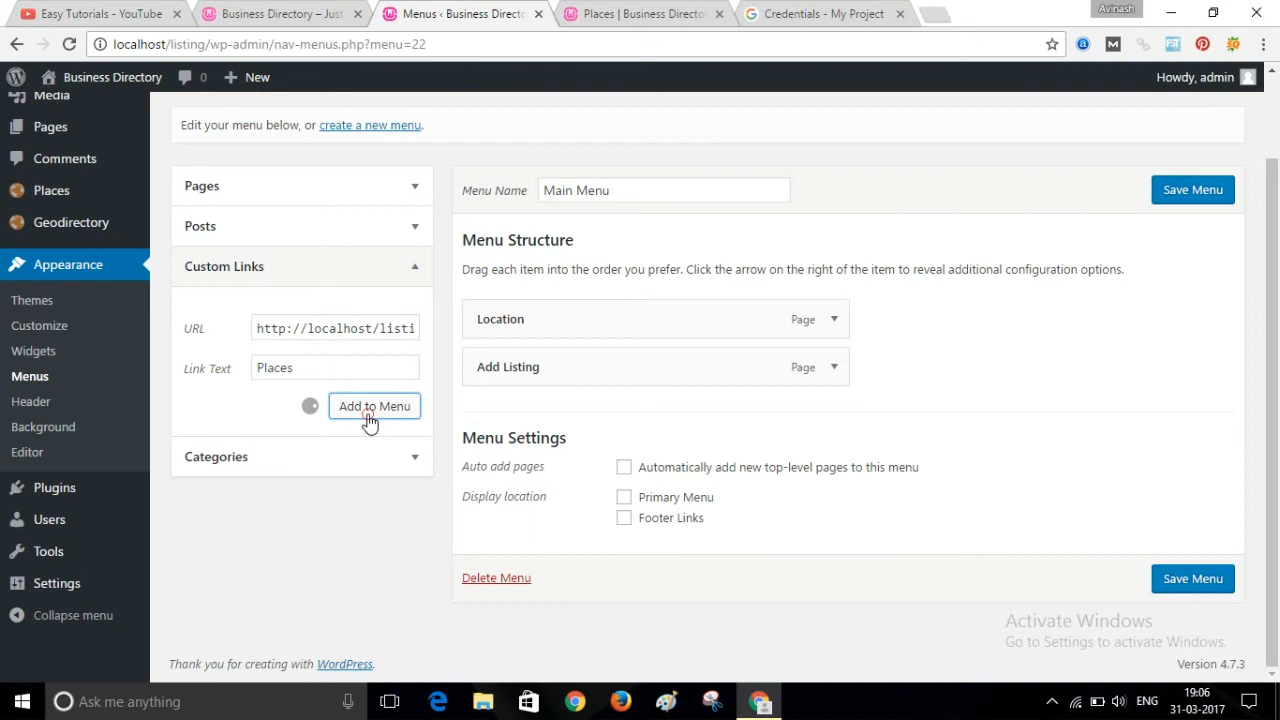 Easy Tutorials - YouTube
Business Directory – Just
Menus ‹ Business Direct
Places | Business Director
Credentials - My Project
Avinash
localhost/listing/wp-admin/nav-menus.php?menu=22
Business Directory
0
New
Howdy, admin
Media
Pages
Comments
Places
Geodirectory
Appearance
Themes
Customize
Widgets
Menus
Header
Background
Editor
Plugins
Users
Tools
Settings
Collapse menu
Edit your menu below, or create a new menu.
Pages
Posts
Custom Links
URL
http://localhost/listi
Link Text
Places
Add to Menu
Categories
Menu Name
Main Menu
Save Menu
Menu Structure
Drag each item into the order you prefer. Click the arrow on the right of the item to reveal additional configuration options.
Location
Page
Add Listing
Page
Menu Settings
Auto add pages
Automatically add new top-level pages to this menu
Display location
Primary Menu
Footer Links
Delete Menu
Save Menu
Activate Windows
Go to Settings to activate Windows.
Thank you for creating with WordPress.
Version 4.7.3
Ask me anything
ENG
19:06
31-03-2017